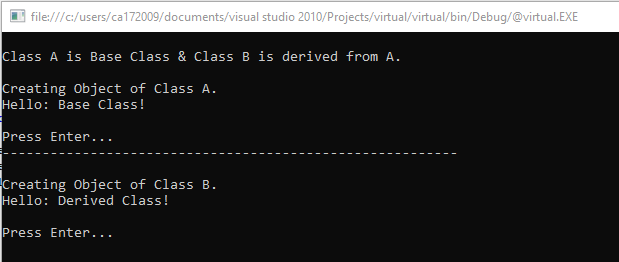 file:///c:/users/ca172009/documents/visual studio 2010/Projects/virtual/virtual/bin/Debug/@virtual.EXE
Class A is Base Class & Class B is derived from A.
Creating Object of Class A.
Hello: Base Class!
Press Enter...
---------------------------------------------------------
Creating Object of Class B.
Hello: Derived Class!
Press Enter...